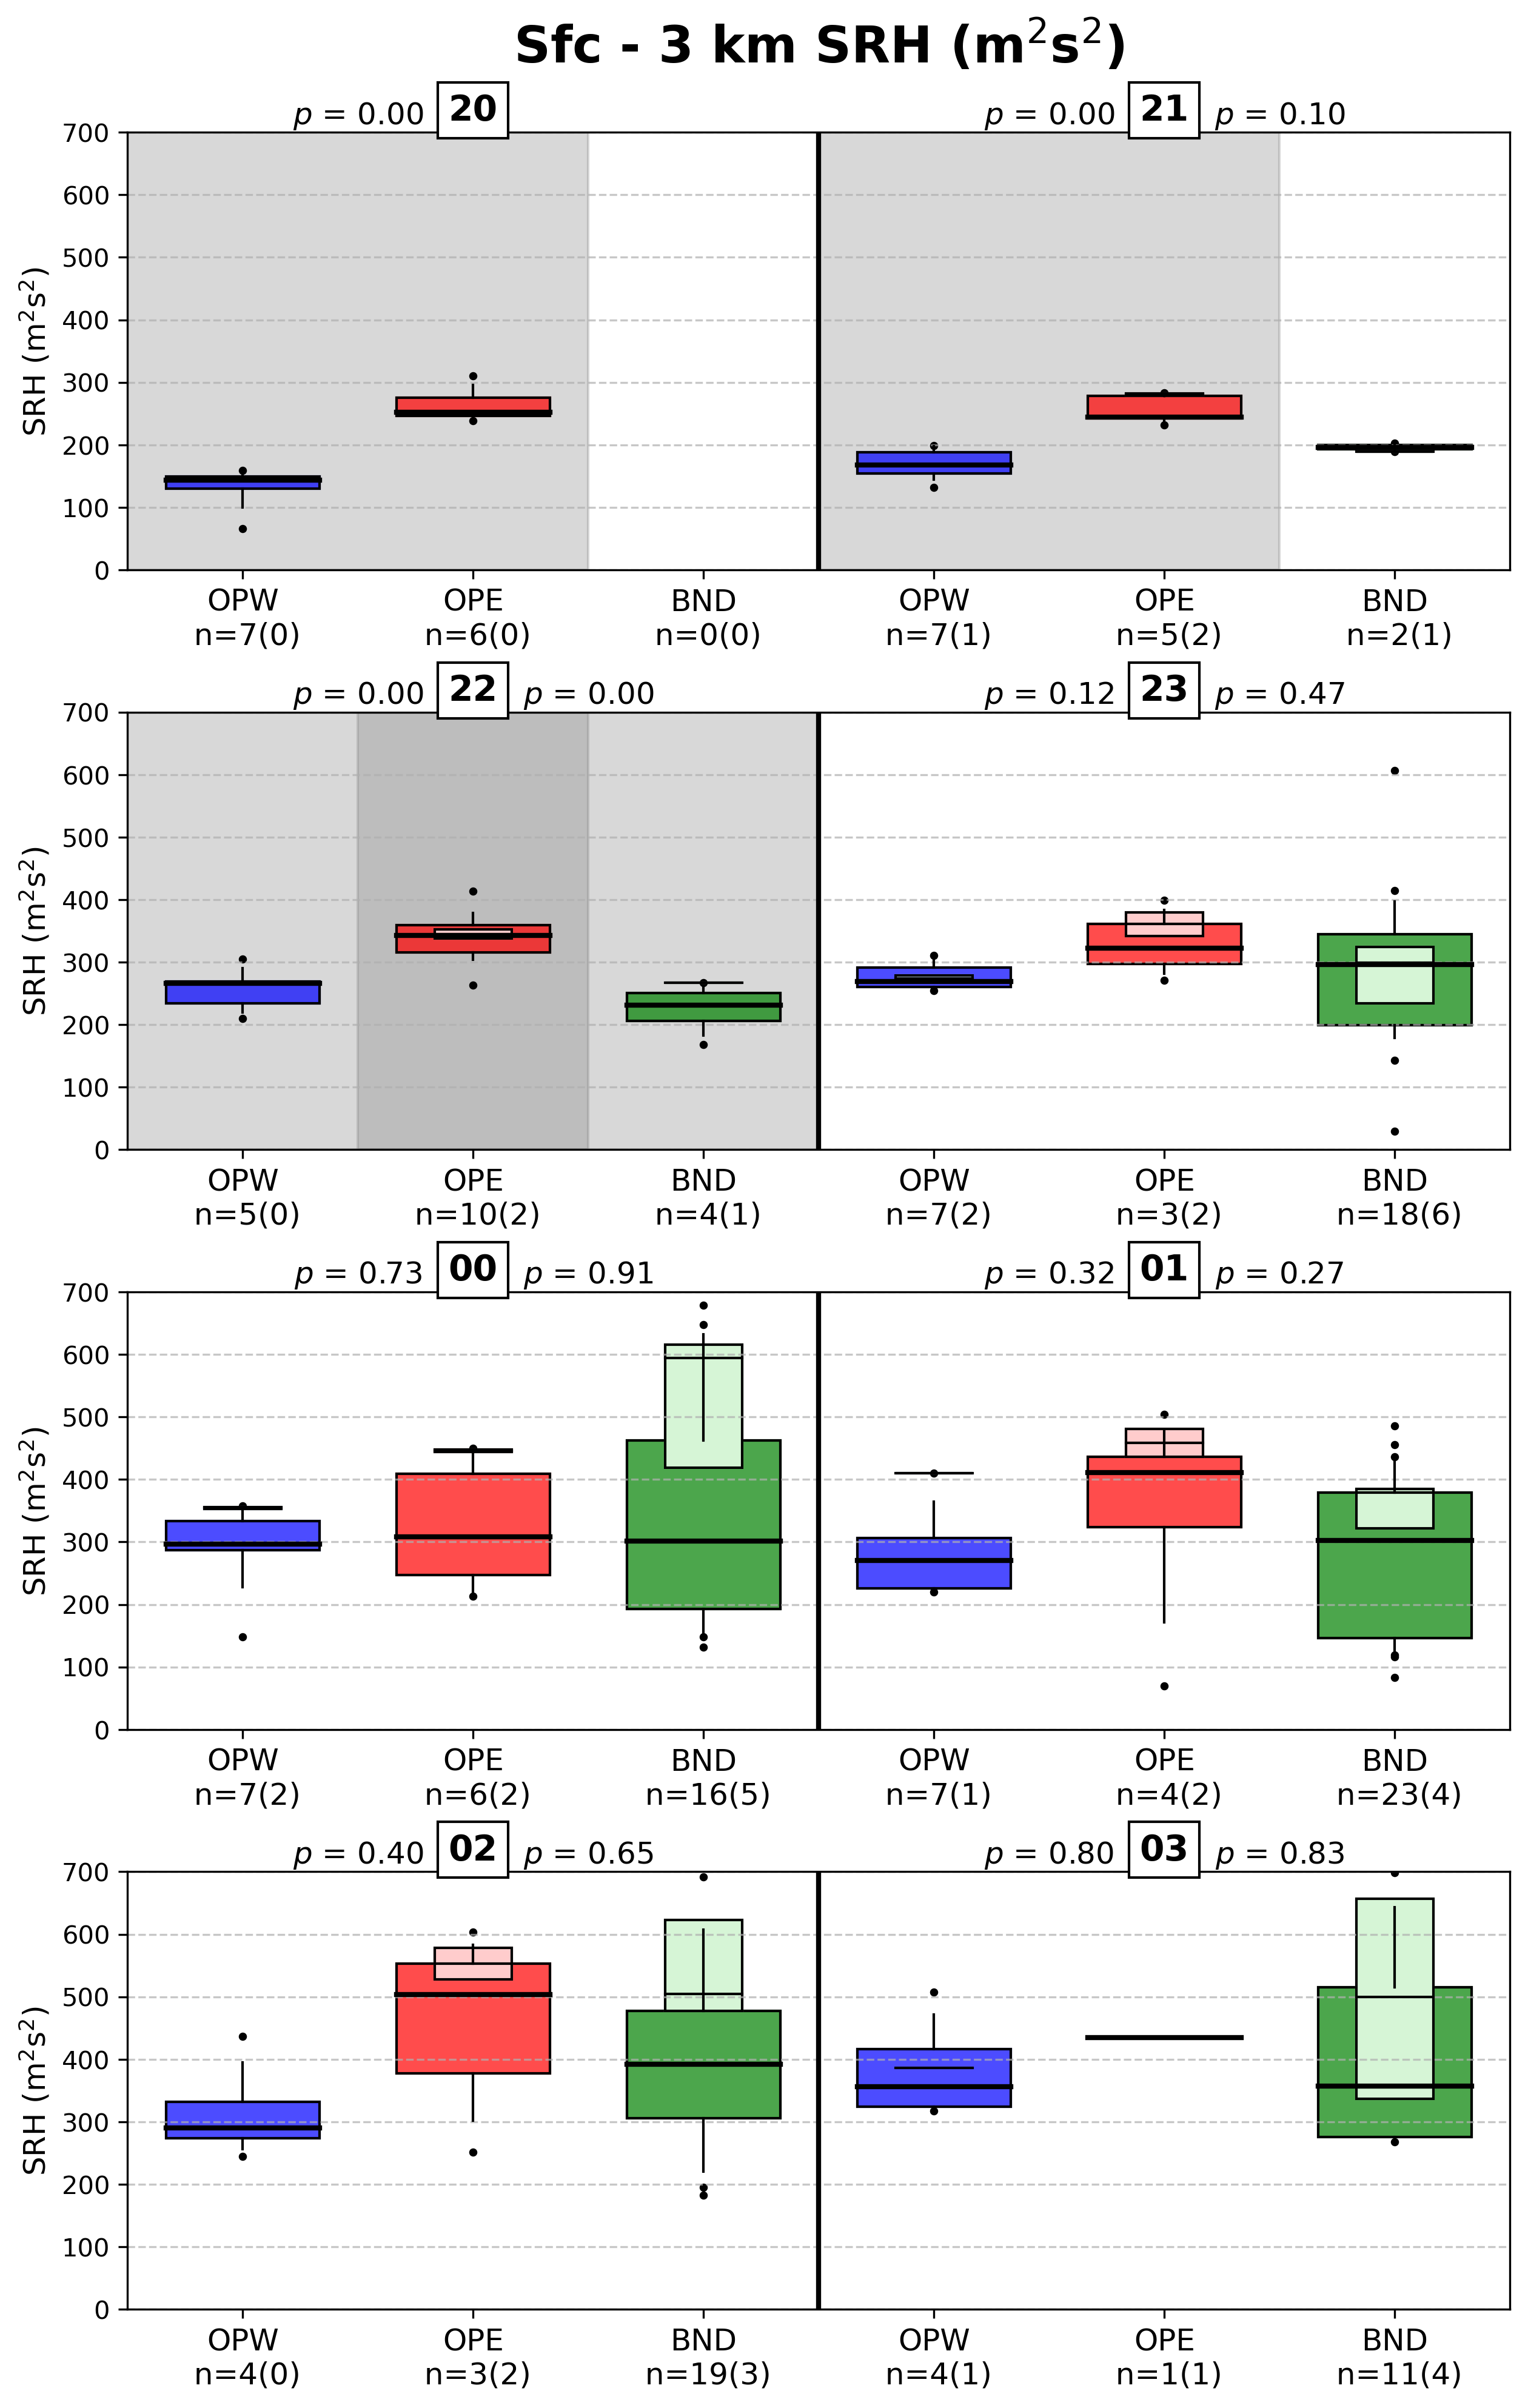 Sfc - 3 km SRH (m²s²)
p = 0.00 20
p = 0.00 21 p = 0.10
SRH (m²s²)
700
600
500
400
300
200
100
0
OPW OPE BND OPW OPE BND
n=7(0) n=6(0) n=0(0) n=7(1) n=5(2) n=2(1)
p = 0.00 22 p = 0.00
p = 0.12 23 p = 0.47
SRH (m²s²)
700
600
500
400
300
200
100
0
OPW OPE BND OPW OPE BND
n=5(0) n=10(2) n=4(1) n=7(2) n=3(2) n=18(6)
p = 0.73 00 p = 0.91
p = 0.32 01 p = 0.27
SRH (m²s²)
700
600
500
400
300
200
100
0
OPW OPE BND OPW OPE BND
n=7(2) n=6(2) n=16(5) n=7(1) n=4(2) n=23(4)
p = 0.40 02 p = 0.65
p = 0.80 03 p = 0.83
SRH (m²s²)
700
600
500
400
300
200
100
0
OPW OPE BND OPW OPE BND
n=4(0) n=3(2) n=19(3) n=4(1) n=1(1) n=11(4)